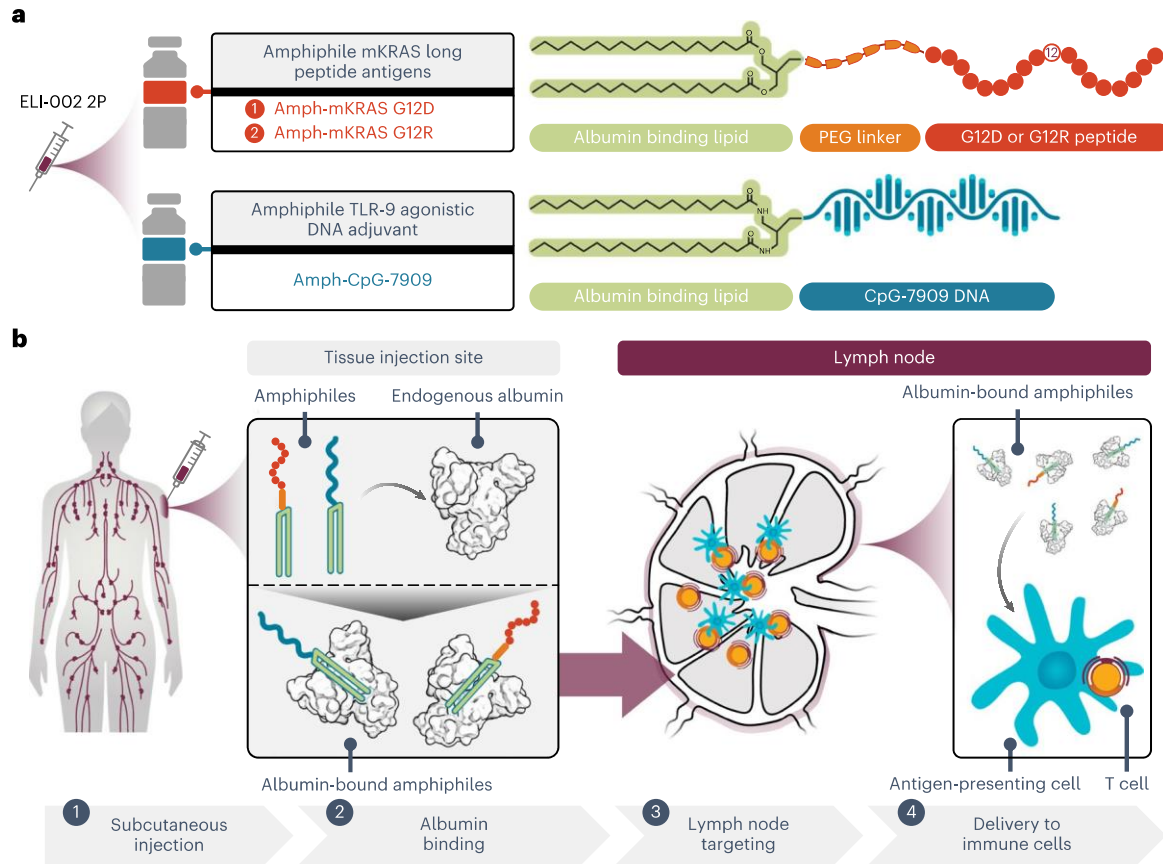 a
ELI-002 2P
Amphiphile mKRAS long
peptide antigens
1 Amph-mKRAS G12D
2 Amph-mKRAS G12R
O
O
O
O
12
Albumin binding lipid
PEG linker
G12D or G12R peptide
Amphiphile TLR-9 agonistic
DNA adjuvant
Amph-CpG-7909
O
NH
O
NH
Albumin binding lipid
CpG-7909 DNA
b
Tissue injection site
Lymph node
Amphiphiles
Endogenous albumin
Albumin-bound amphiphiles
Albumin-bound amphiphiles
Antigen-presenting cell
T cell
1 Subcutaneous
injection
2 Albumin
binding
3 Lymph node
targeting
4 Delivery to
immune cells